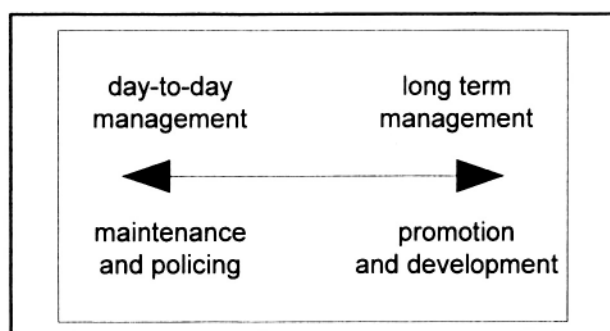 day-to-day
management
long term
management
maintenance
and policing
promotion
and development